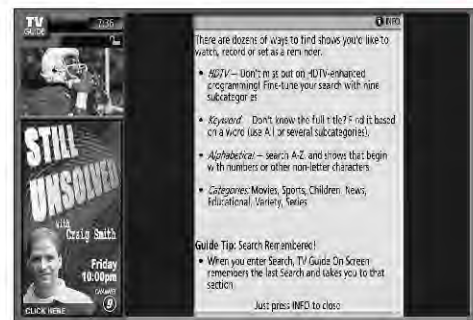 TV
GUIDE
7:36
INFO
There are dozens of ways to find shows you'd like to
watch, record or set as a reminder.
• HDTV – Don't miss out on HDTV-enhanced
programming! Fine-tune your search with nine
subcategories
• Keyword – Don't know the full title? Find it based
on a word (use All or several subcategories).
• Alphabetical – search A-Z, and shows that begin
with numbers or other non-letter characters
• Categories: Movies, Sports, Children, News,
Educational, Variety, Series
Guide Tip: Search Remembered!
• When you enter Search, TV Guide On Screen
remembers the last Search and takes you to that
section
Just press INFO to close
STILL
UNSOLVED
with
Craig Smith
Friday
10:00pm
CHANNEL
9
CLICK HERE